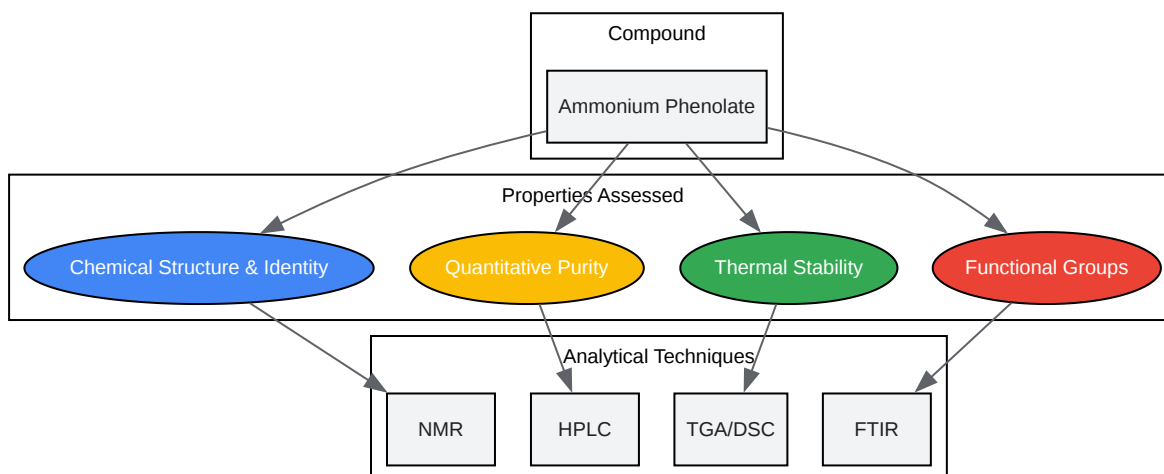 Compound
Ammonium Phenolate
Properties Assessed
Chemical Structure & Identity
Quantitative Purity
Thermal Stability
Functional Groups
Analytical Techniques
NMR
HPLC
TGA/DSC
FTIR